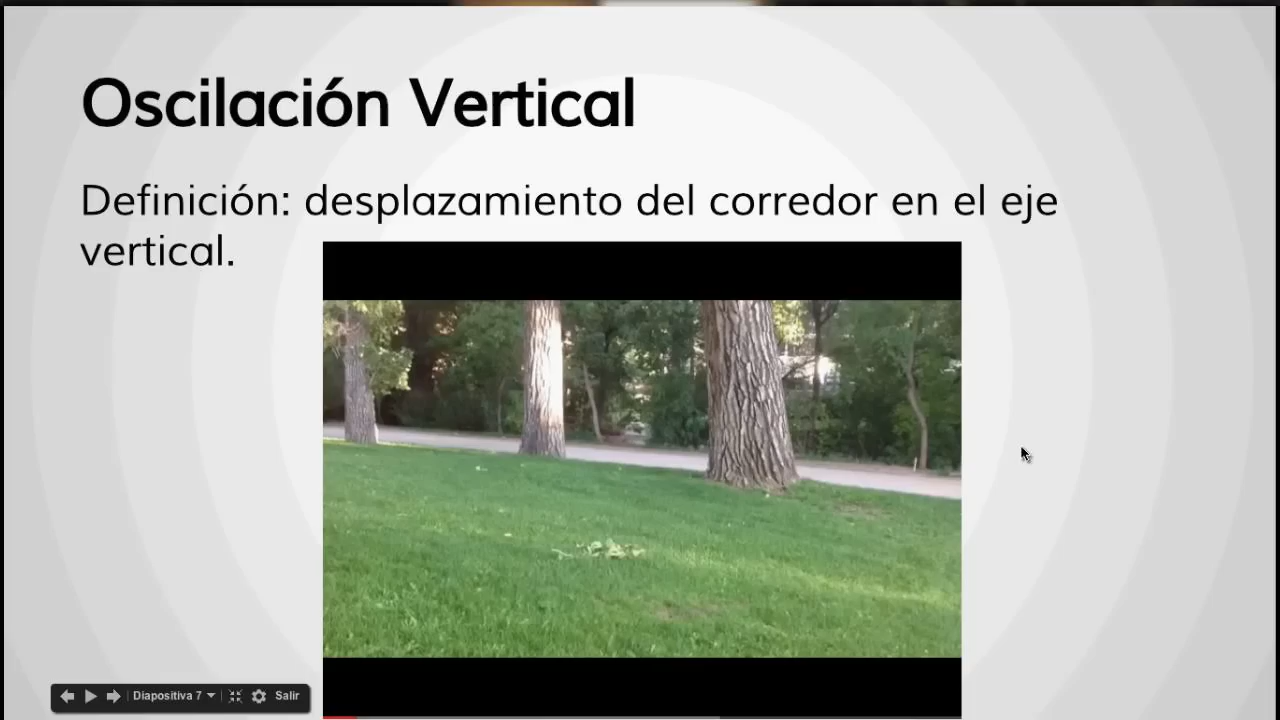 Oscilación Vertical
Definición: desplazamiento del corredor en el eje
vertical.
Diapositiva 7
Salir